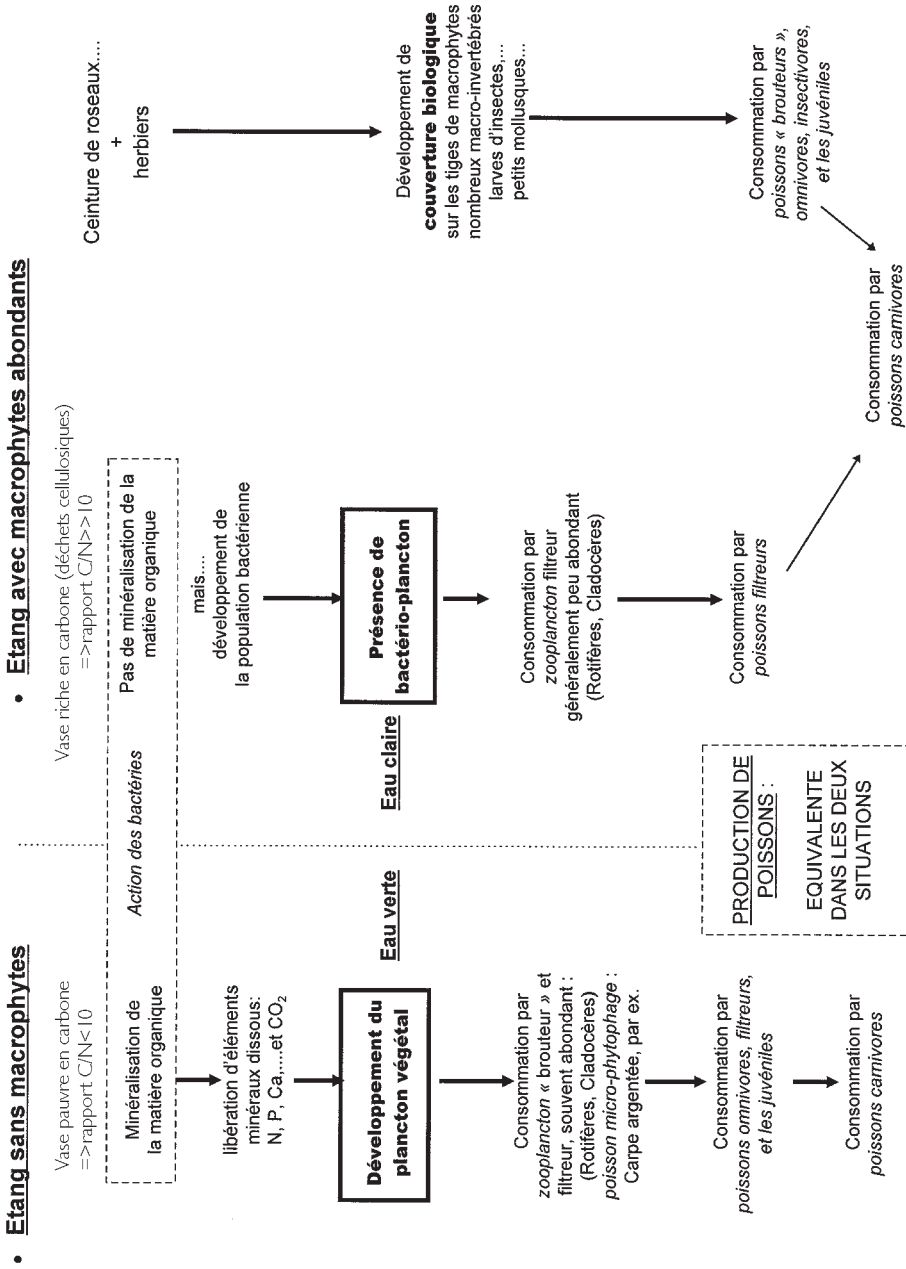 • Etang sans macrophytes
Vase pauvre en carbone
=>rapport C/N<10
Minéralisation de
la matière organique
Action des bactéries
libération d'éléments
minéraux dissous:
N, P, Ca,....et CO2
Développement du
plancton végétal
Eau verte
Consommation par
zooplancton « brouteur » et
filtreur, souvent abondant :
(Rotifères, Cladocères)
poisson micro-phytophage :
Carpe argentée, par ex.
Consommation par
poissons omnivores, filtreurs,
et les juvéniles
Consommation par
poissons carnivores
• Etang avec macrophytes abondants
Vase riche en carbone (déchets cellulosiques)
=>rapport C/N>>10
Pas de minéralisation de la
matière organique
mais....
développement de
la population bactérienne
Présence de
bactério-plancton
Eau claire
Consommation par
zooplancton filtreur
généralement peu abondant
(Rotifères, Cladocères)
Consommation par
poissons filtreurs
Ceinture de roseaux....
+
herbiers
Développement de
couverture biologique
sur les tiges de macrophytes
nombreux macro-invertébrés
larves d'insectes,...
petits mollusques...
Consommation par
poissons « brouteurs »,
omnivores, insectivores,
et les juvéniles
Consommation par
poissons carnivores
PRODUCTION DE
POISSONS :
EQUIVALENTE
DANS LES DEUX
SITUATIONS